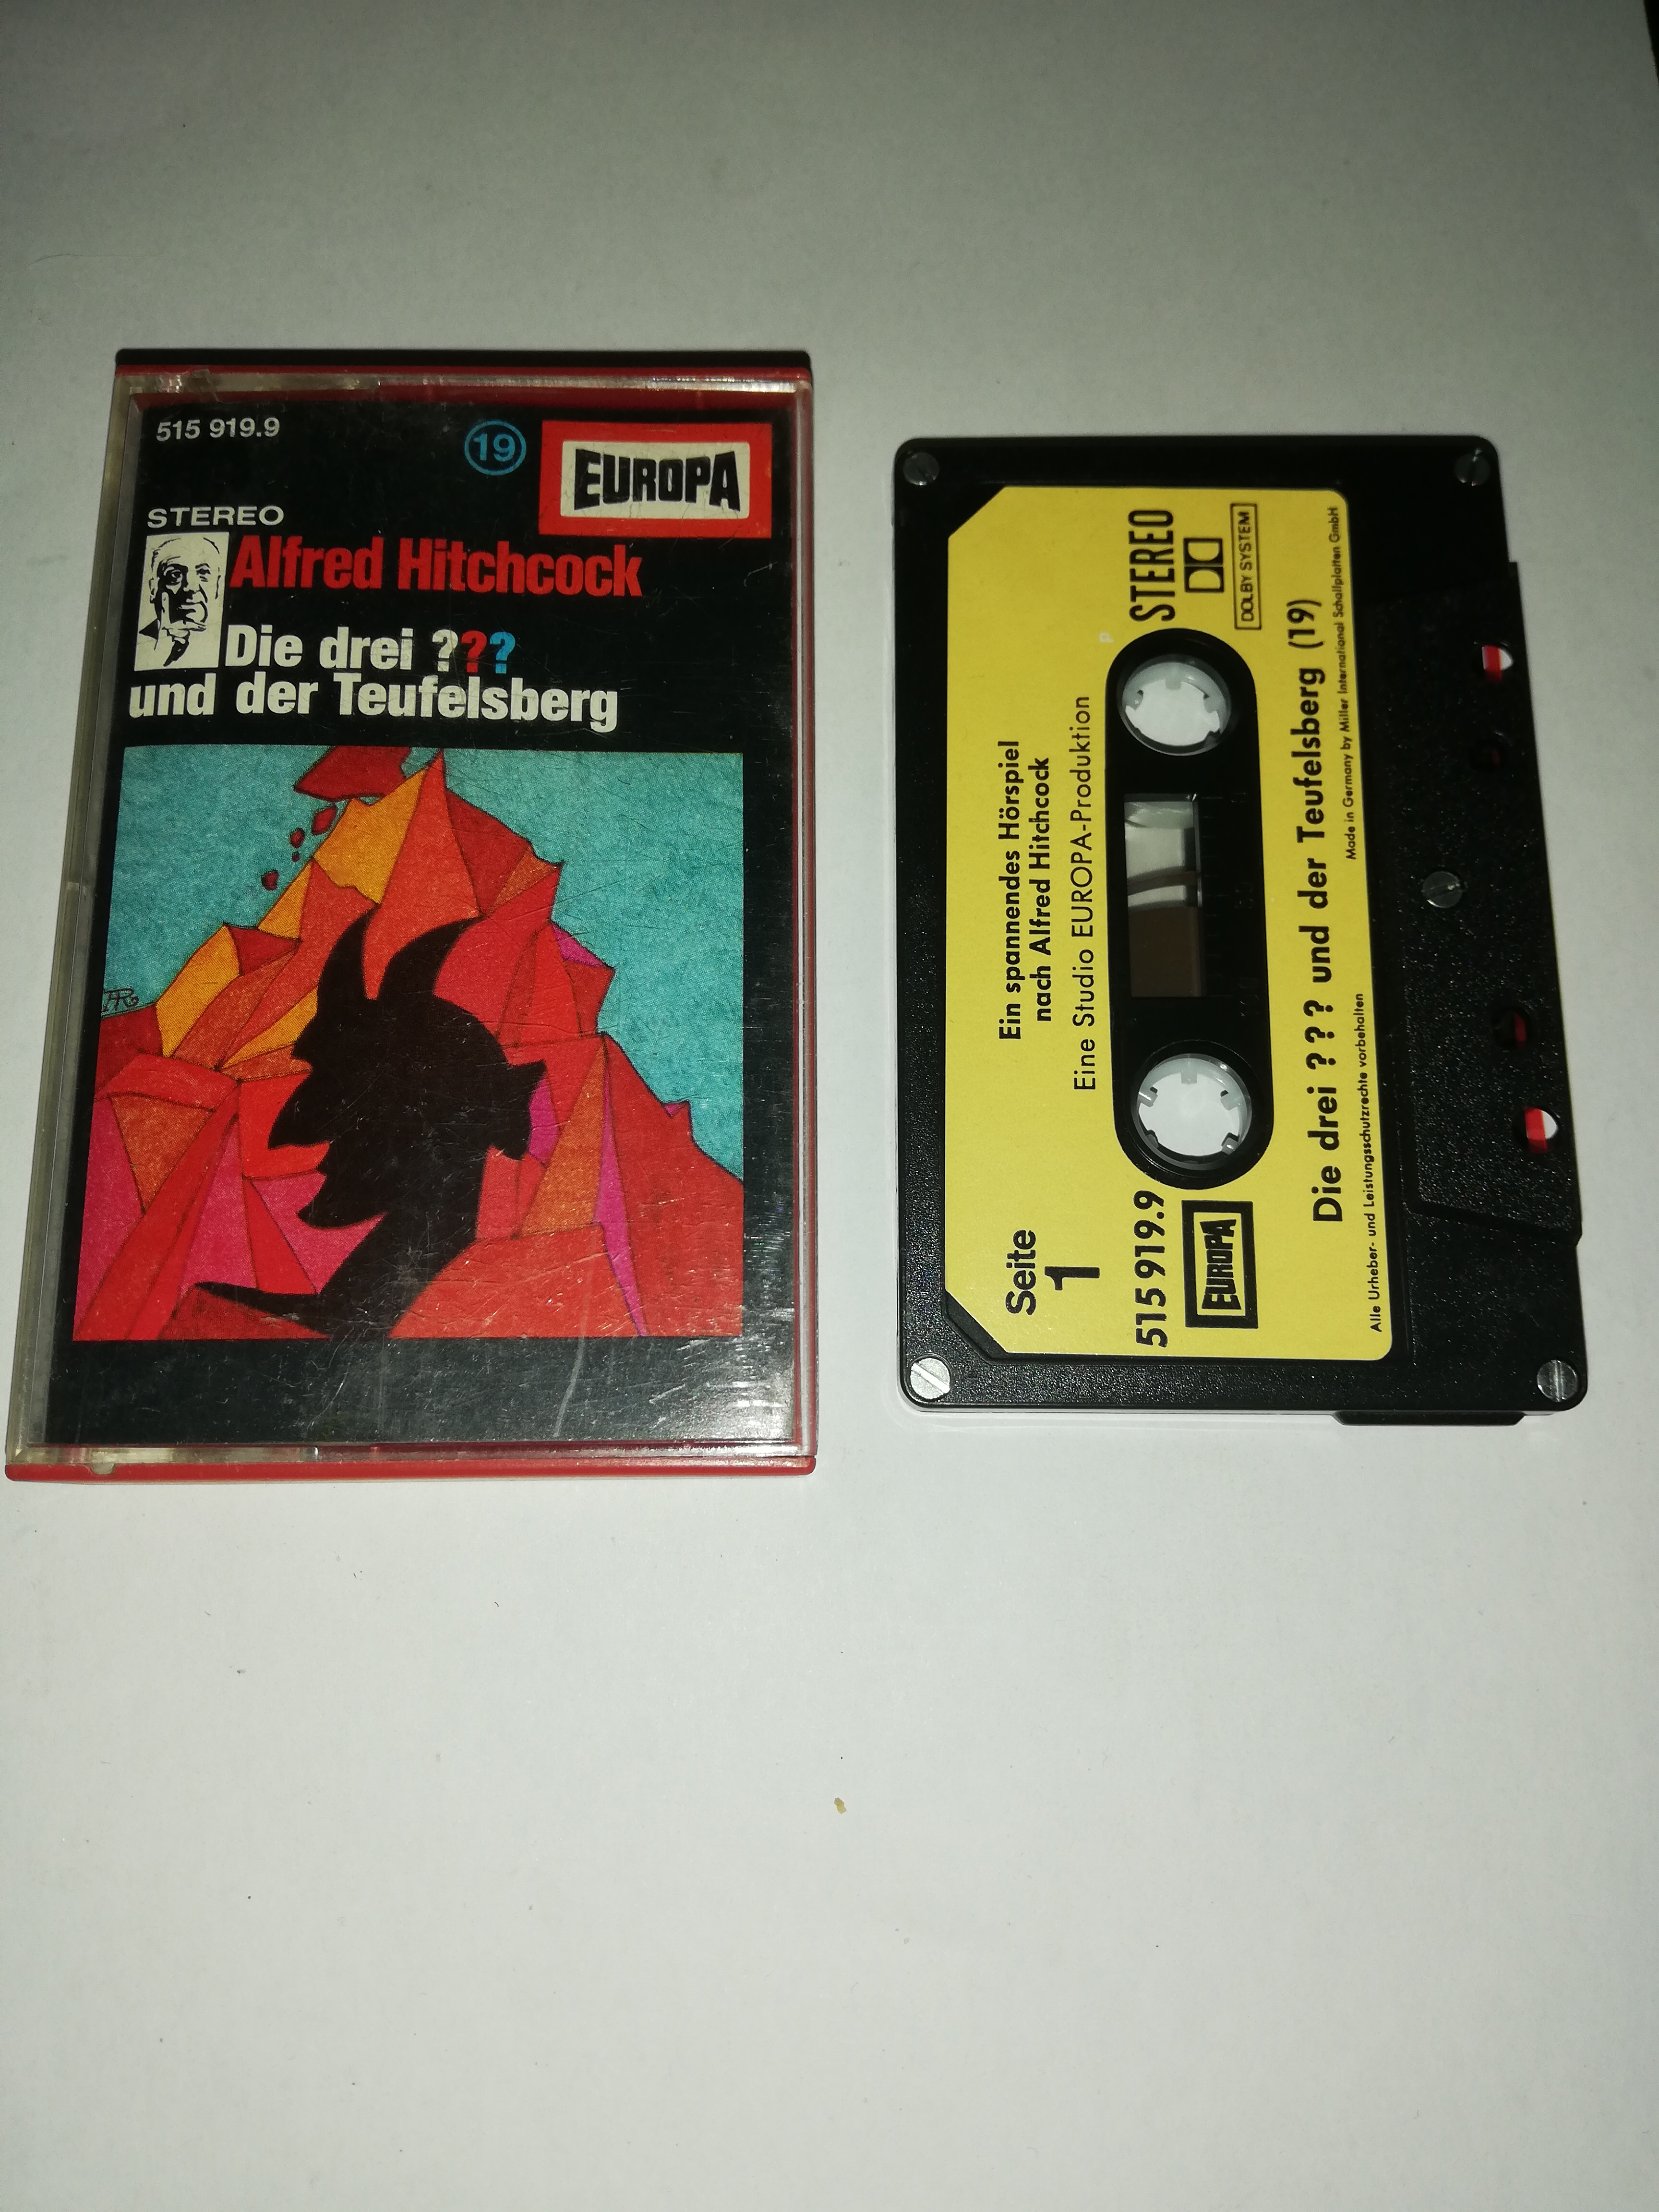 515 919.9
19
EUROPA
STEREO
Alfred Hitchcock
Die drei ???
und der Teufelsberg
Seite
1
Ein spannendes Hörspiel
nach Alfred Hitchcock
Eine Studio EUROPA-Produktion
515 919.9
STEREO
EUROPA
DOLBY SYSTEM
Die drei ??? und der Teufelsberg (19)
Alle Urheber- und Leistungsschutzrechte vorbehalten
Made in Germany by Miller International Schallplatten GmbH